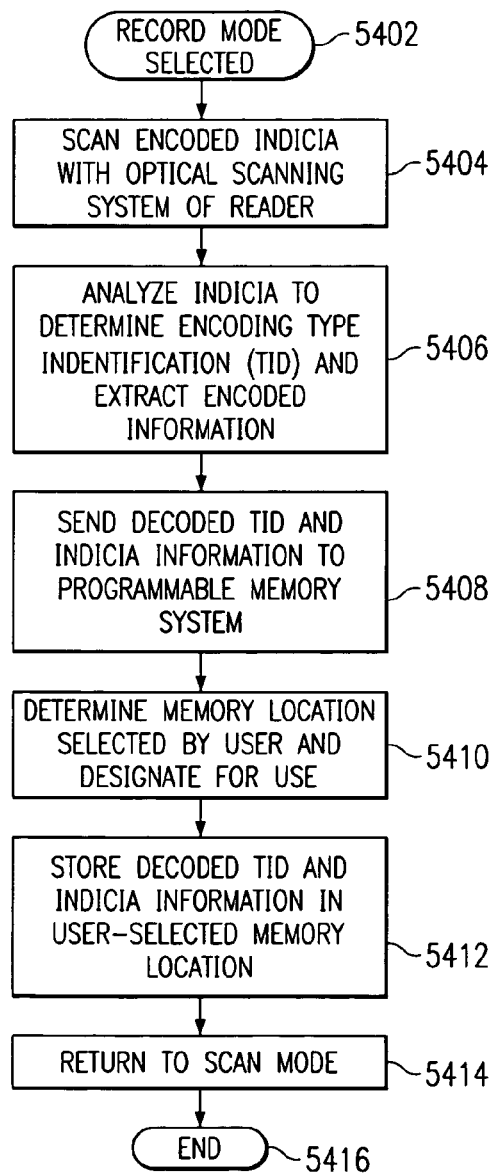 RECORD MODE
SELECTED
5402
SCAN ENCODED INDICIA
WITH OPTICAL SCANNING
SYSTEM OF READER
5404
ANALYZE INDICIA TO
DETERMINE ENCODING TYPE
INDENTIFICATION (TID) AND
EXTRACT ENCODED
INFORMATION
5406
SEND DECODED TID AND
INDICIA INFORMATION TO
PROGRAMMABLE MEMORY
SYSTEM
5408
DETERMINE MEMORY LOCATION
SELECTED BY USER AND
DESIGNATE FOR USE
5410
STORE DECODED TID AND
INDICIA INFORMATION IN
USER-SELECTED MEMORY
LOCATION
5412
RETURN TO SCAN MODE
5414
END
5416